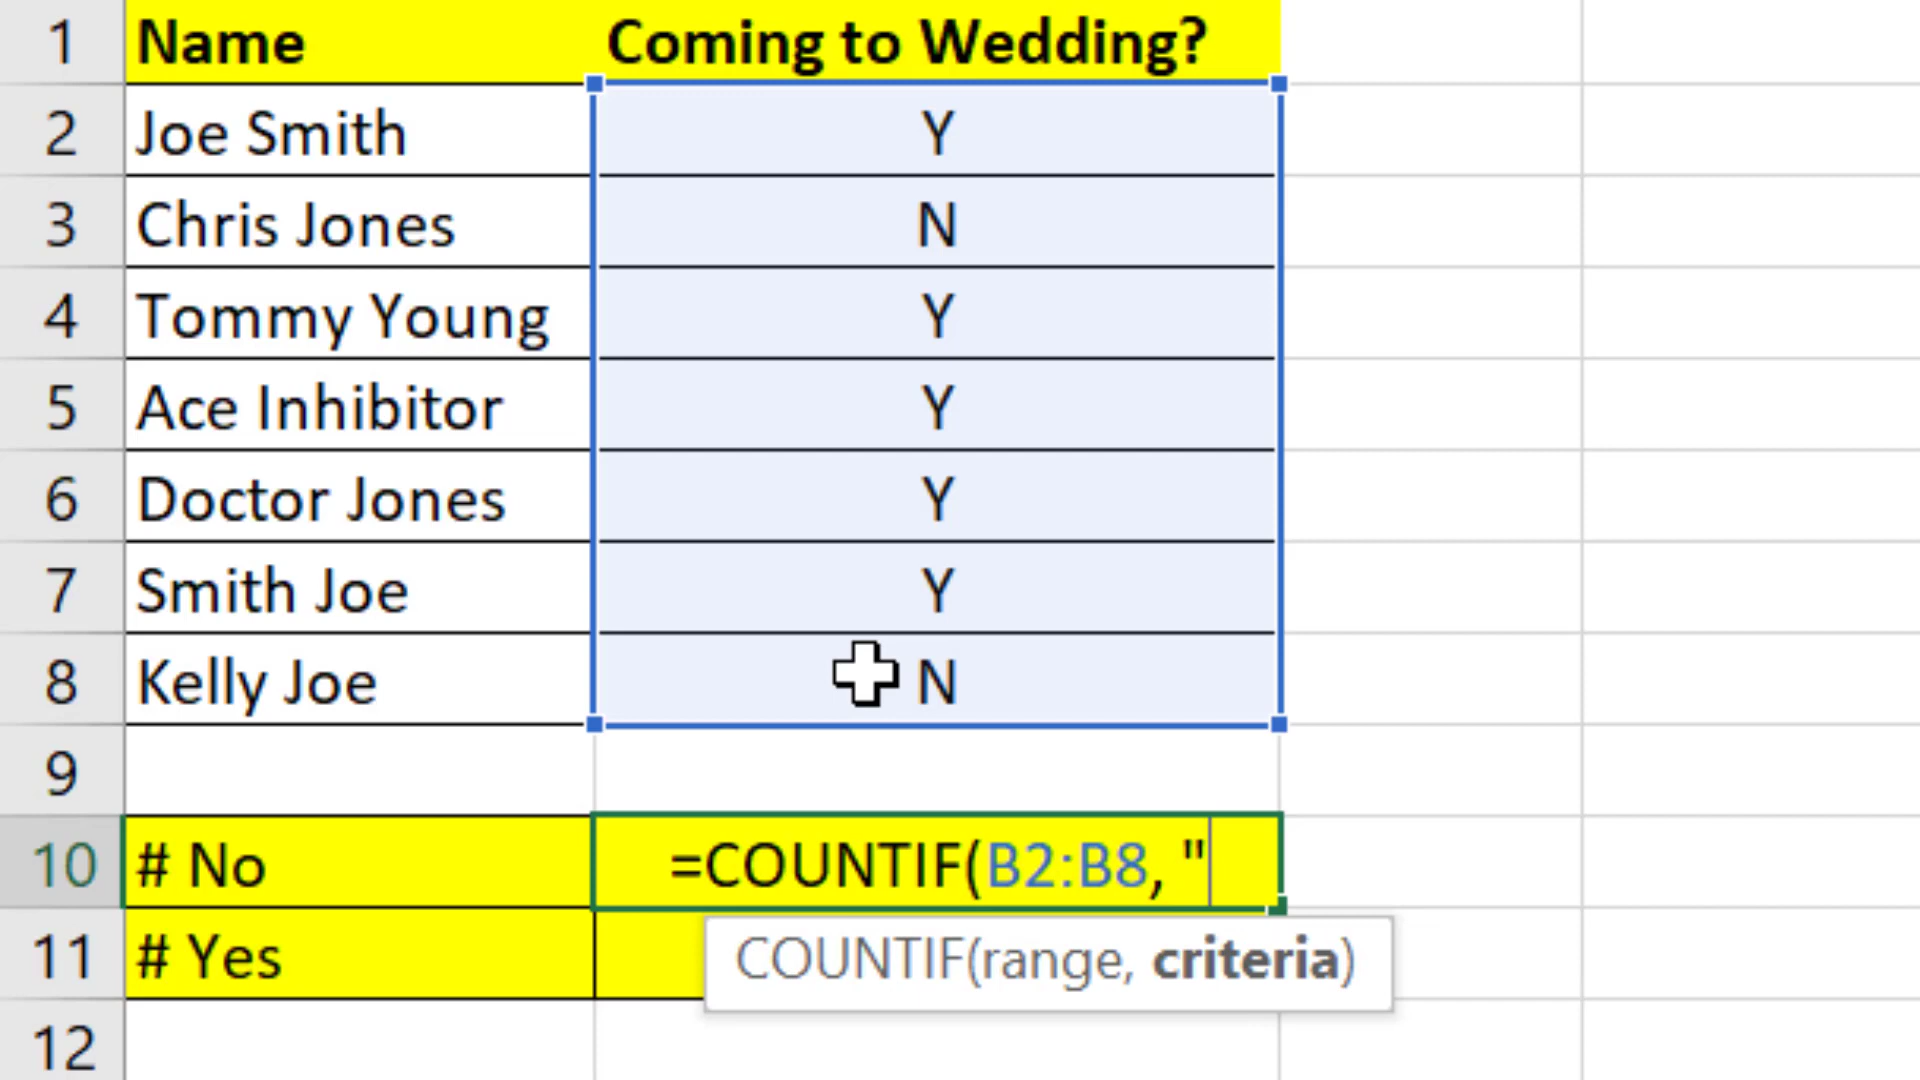 1 Name Coming to Wedding?
2 Joe Smith Y
3 Chris Jones N
4 Tommy Young Y
5 Ace Inhibitor Y
6 Doctor Jones Y
7 Smith Joe Y
8 Kelly Joe N
9
10 # No =COUNTIF(B2:B8, "
11 # Yes
COUNTIF(range, criteria)
12